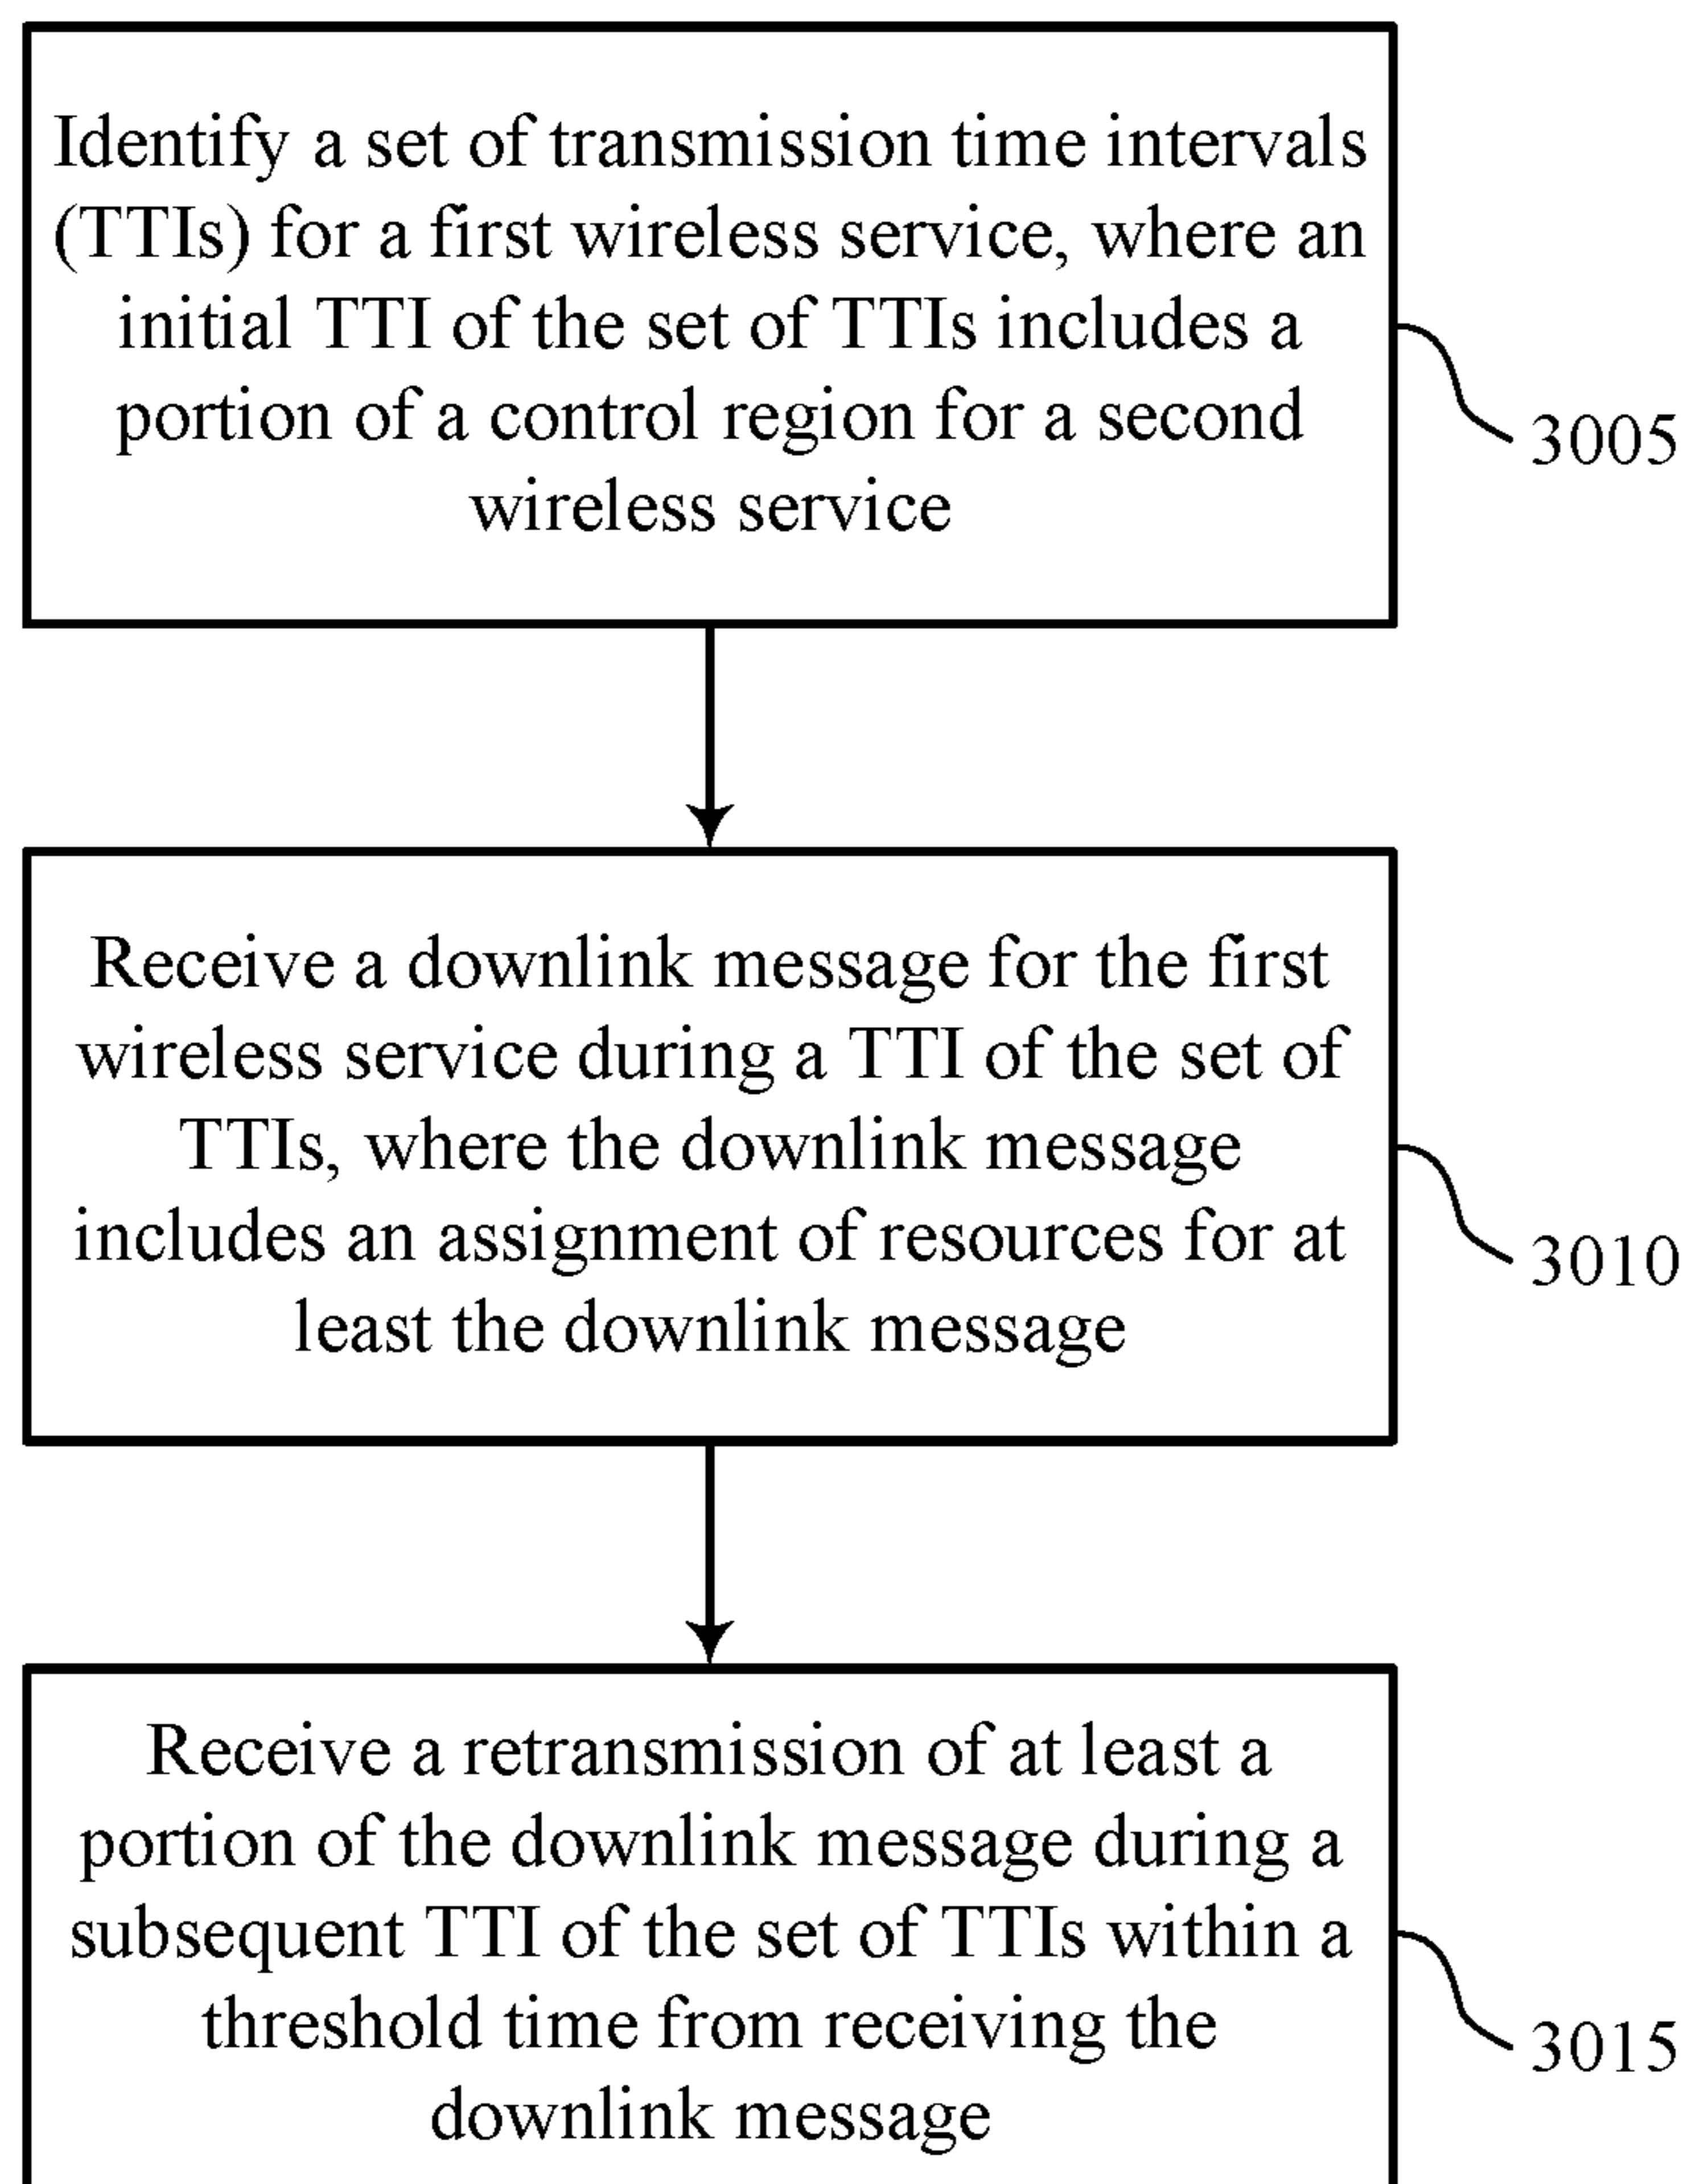 Identify a set of transmission time intervals
(TTIs) for a first wireless service, where an
initial TTI of the set of TTIs includes a
portion of a control region for a second
wireless service
3005
Receive a downlink message for the first
wireless service during a TTI of the set of
TTIs, where the downlink message
includes an assignment of resources for at
least the downlink message
3010
Receive a retransmission of at least a
portion of the downlink message during a
subsequent TTI of the set of TTIs within a
threshold time from receiving the
downlink message
3015